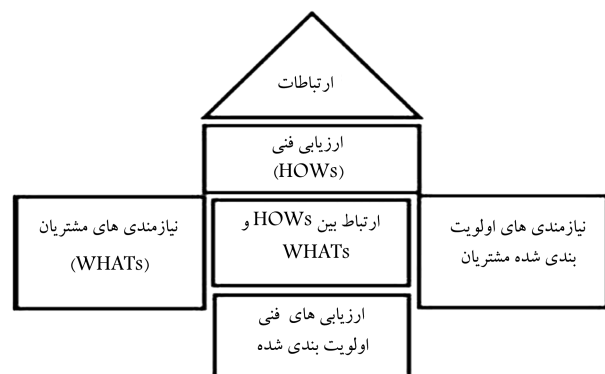 ارتباطات
ارزیابی فنی
(HOWs)
نیازمندی های اولویت
بندی شده مشتریان
ارتباط بین HOWs و
WHATs
نیازمندی های مشتریان
(WHATs)
ارزیابی های فنی
اولویت بندی شده